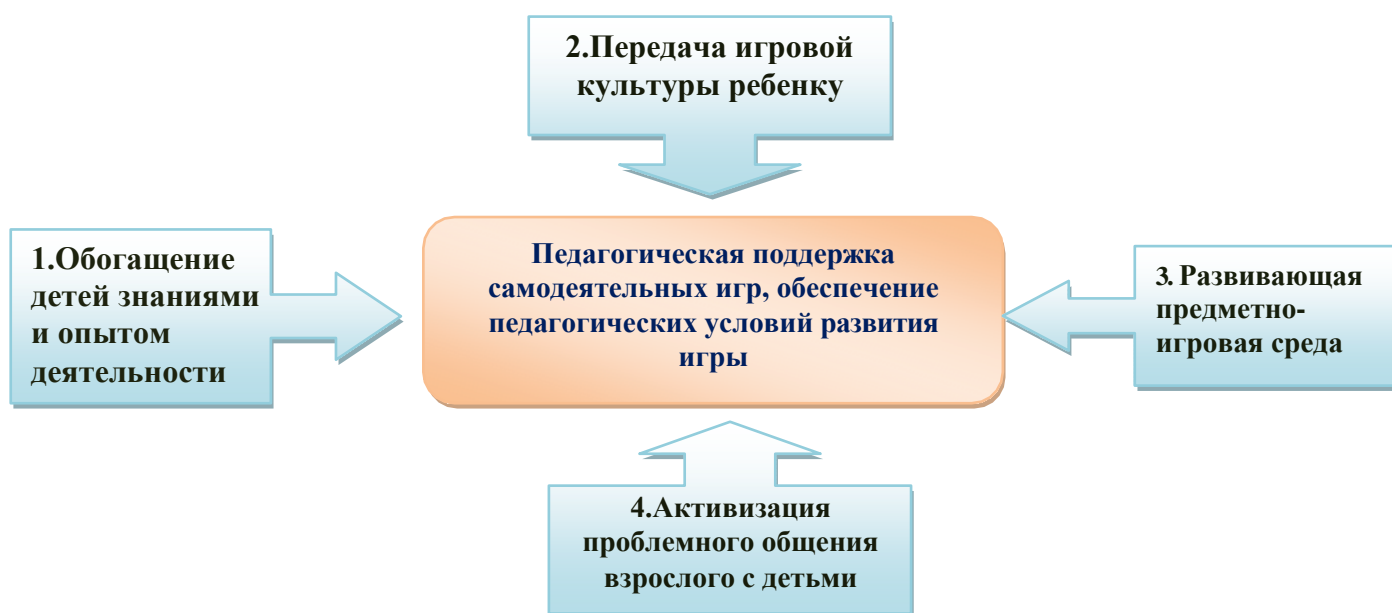 2.Передача игровой
культуры ребенку
1.Обогащение
детей знаниями
и опытом
деятельности
Педагогическая поддержка
самодеятельных игр, обеспечение
педагогических условий развития
игры
3. Развивающая
предметно-
игровая среда
4.Активизация
проблемного общения
взрослого с детьми